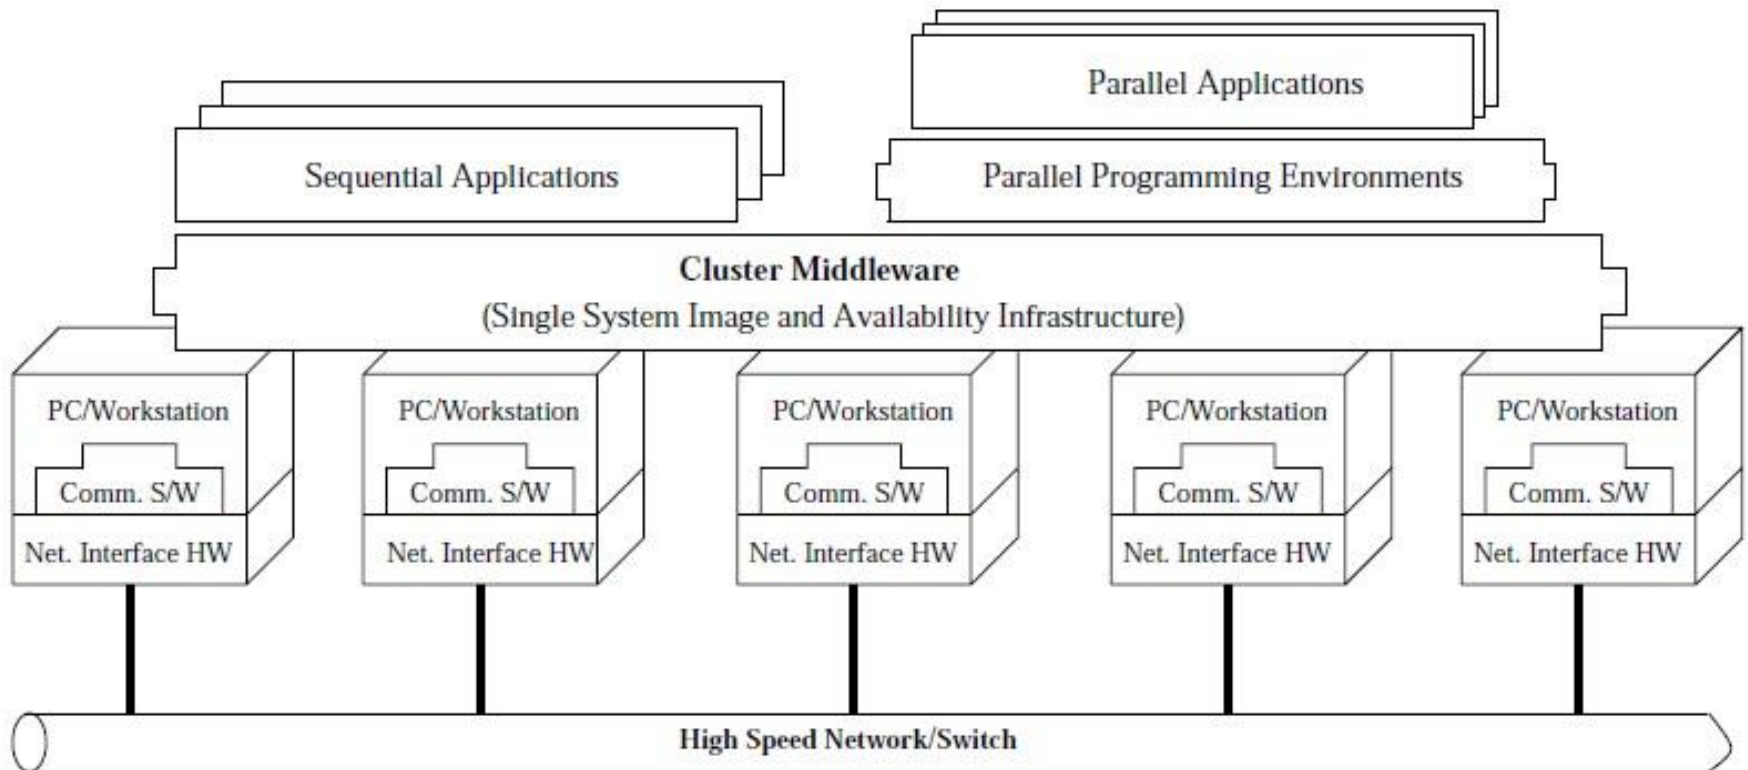 Parallel Applications
Sequential Applications
Parallel Programming Environments
Cluster Middleware
(Single System Image and Availability Infrastructure)
PC/Workstation
PC/Workstation
PC/Workstation
PC/Workstation
PC/Workstation
Comm. S/W
Comm. S/W
Comm. S/W
Comm. S/W
Comm. S/W
Net. Interface HW
Net. Interface HW
Net. Interface HW
Net. Interface HW
Net. Interface HW
High Speed Network/Switch